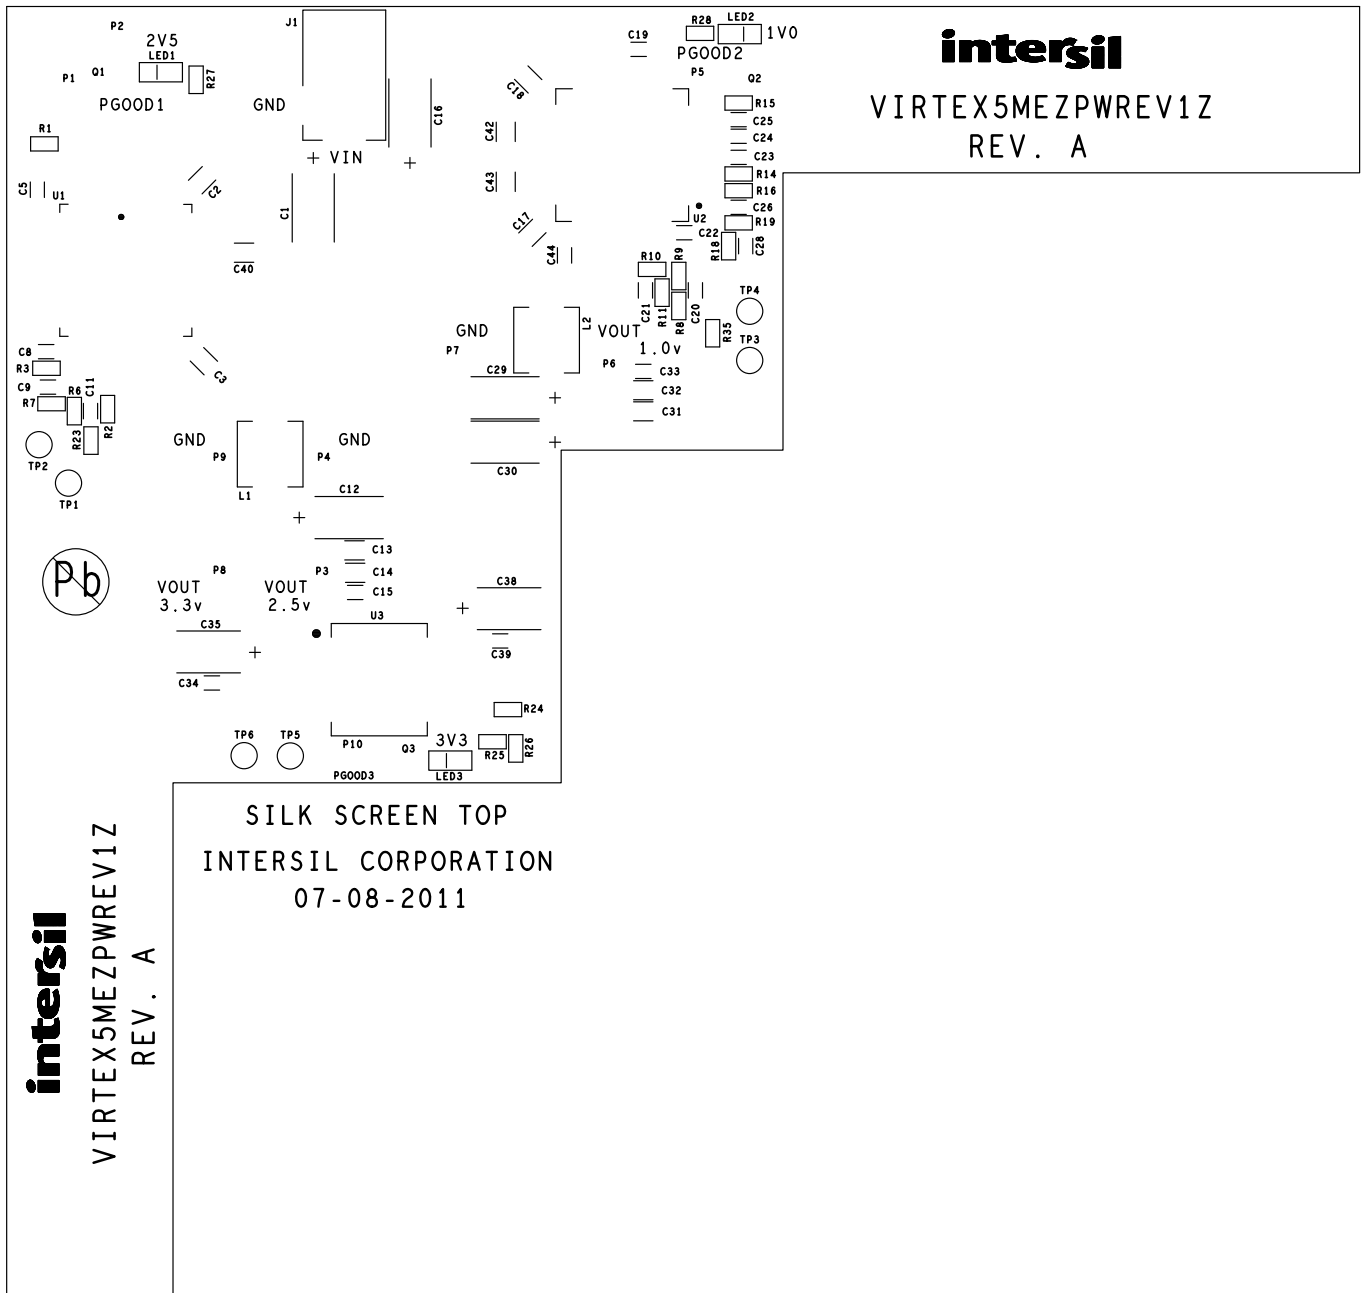 P2
J1
R28
LED2
1V0
C19
2V5
LED1
PGOOD2
intersil
P1
Q1
R27
P5
Q2
C18
PGOOD1
GND
C16
R15
VIRTEX5MEZPWREV1Z
C25
R1
C42
C24
REV. A
+ VIN
+
C23
R14
C5
U1
C2
C43
R16
C1
C26
C17
U2
R19
C22
R18
C28
C40
C44
R10
R9
TP4
C21
R11
R8
C20
GND
L2
VOUT
R35
P7
1.0v
TP3
C8
P6
R3
C3
C29
C33
C9
C11
R6
C32
R7
R2
+
C31
R23
GND
P9
P4
GND
+
TP2
C30
L1
C12
TP1
+
C13
Pb
P8
P3
C14
C38
VOUT
3.3v
VOUT
2.5v
C15
+
C35
U3
+
C39
C34
R24
TP6
TP5
P10
Q3
3V3
R25
R26
PGOOD3
LED3
SILK SCREEN TOP
INTERSIL CORPORATION
07-08-2011
intersil
VIRTEX5MEZPWREV1Z
REV. A